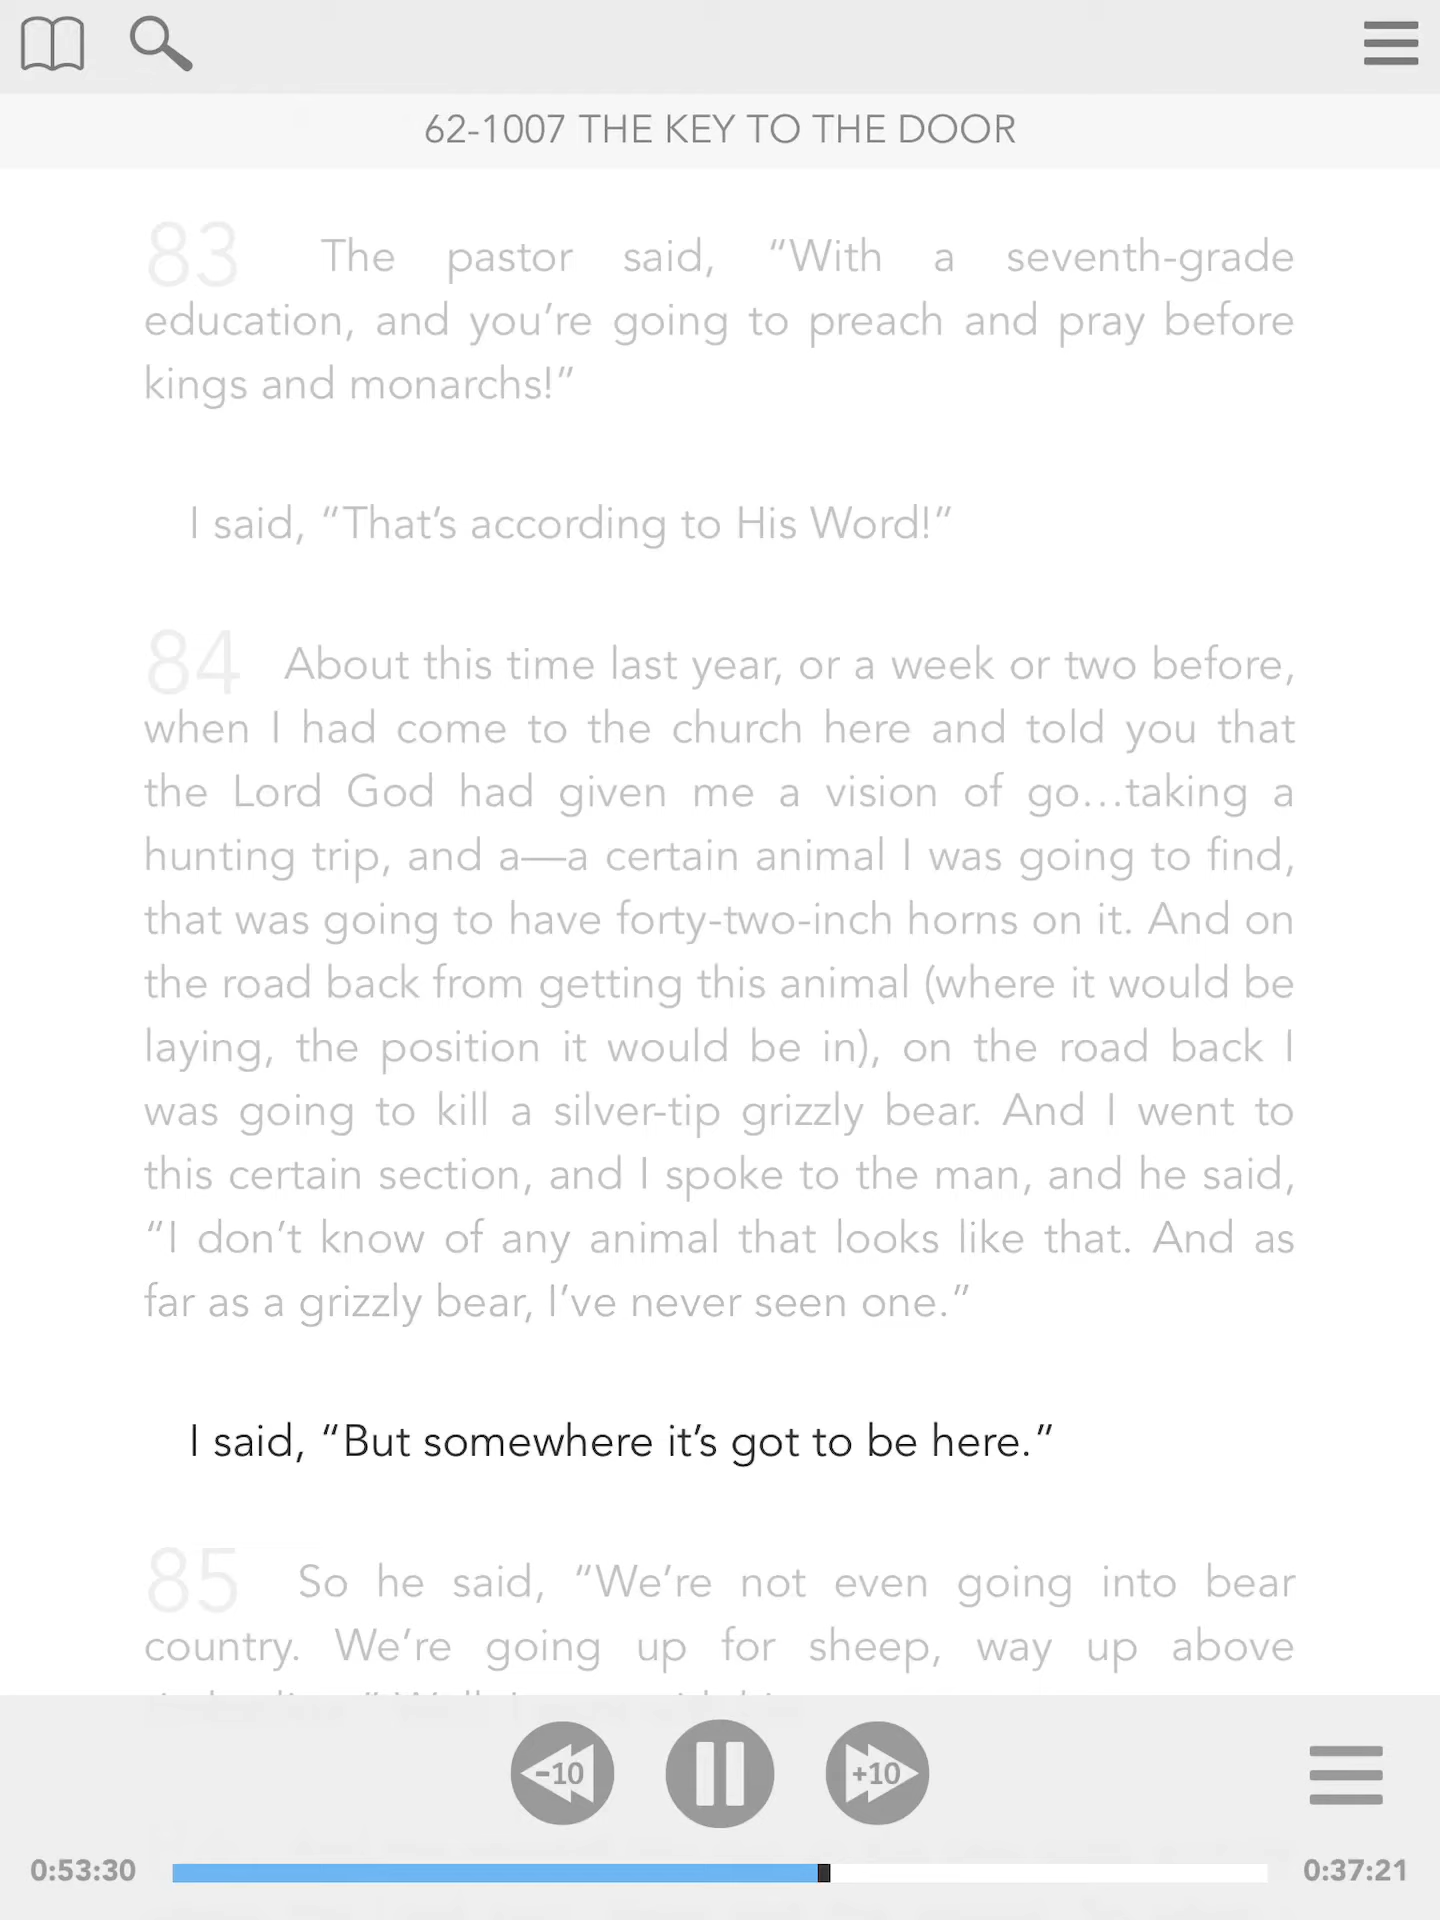 62-1007 THE KEY TO THE DOOR
83 The pastor said, “With a seventh-grade
education, and you’re going to preach and pray before
kings and monarchs!”
I said, “That’s according to His Word!”
84 About this time last year, or a week or two before,
when I had come to the church here and told you that
the Lord God had given me a vision of go…taking a
hunting trip, and a—a certain animal I was going to find,
that was going to have forty-two-inch horns on it. And on
the road back from getting this animal (where it would be
laying, the position it would be in), on the road back I
was going to kill a silver-tip grizzly bear. And I went to
this certain section, and I spoke to the man, and he said,
“I don’t know of any animal that looks like that. And as
far as a grizzly bear, I’ve never seen one.”
I said, “But somewhere it’s got to be here.”
85 So he said, “We’re not even going into bear
country. We’re going up for sheep, way up above
-10 +10
0:53:30 0:37:21